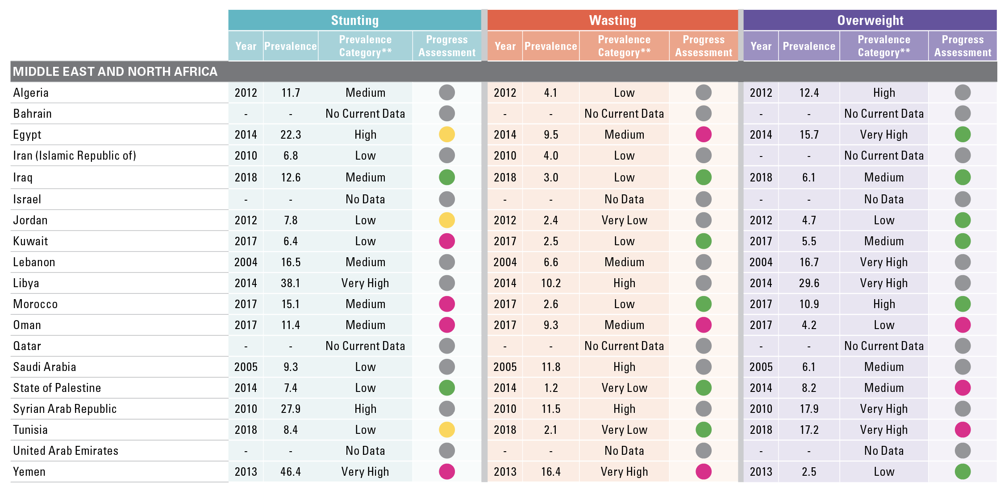 Stunting Wasting Overweight
Year Prevalence Prevalence Category** Progress Assessment Year Prevalence Prevalence Category** Progress Assessment Year Prevalence Prevalence Category** Progress Assessment
MIDDLE EAST AND NORTH AFRICA
Algeria 2012 11.7 Medium 2012 4.1 Low 2012 12.4 High
Bahrain - - No Current Data - - No Current Data - - No Current Data
Egypt 2014 22.3 High 2014 9.5 Medium 2014 15.7 Very High
Iran (Islamic Republic of) 2010 6.8 Low 2010 4.0 Low - - No Current Data
Iraq 2018 12.6 Medium 2018 3.0 Low 2018 6.1 Medium
Israel - - No Data - - No Data - - No Data
Jordan 2012 7.8 Low 2012 2.4 Very Low 2012 4.7 Low
Kuwait 2017 6.4 Low 2017 2.5 Low 2017 5.5 Medium
Lebanon 2004 16.5 Medium 2004 6.6 Medium 2004 16.7 Very High
Libya 2014 38.1 Very High 2014 10.2 High 2014 29.6 Very High
Morocco 2017 15.1 Medium 2017 2.6 Low 2017 10.9 High
Oman 2017 11.4 Medium 2017 9.3 Medium 2017 4.2 Low
Qatar - - No Current Data - - No Current Data - - No Current Data
Saudi Arabia 2005 9.3 Low 2005 11.8 High 2005 6.1 Medium
State of Palestine 2014 7.4 Low 2014 1.2 Very Low 2014 8.2 Medium
Syrian Arab Republic 2010 27.9 High 2010 11.5 High 2010 17.9 Very High
Tunisia 2018 8.4 Low 2018 2.1 Very Low 2018 17.2 Very High
United Arab Emirates - - No Data - - No Data - - No Data
Yemen 2013 46.4 Very High 2013 16.4 Very High 2013 2.5 Low